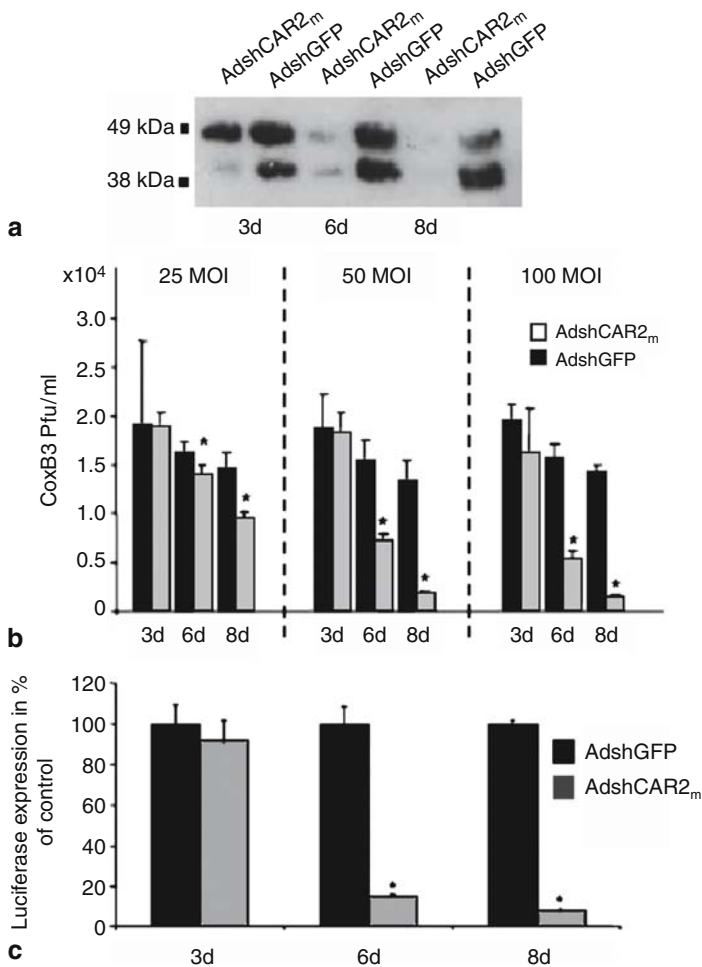 AdshCAR2m AdshGFP AdshCAR2m AdshGFP AdshCAR2m AdshGFP
49 kDa
38 kDa
3d 6d 8d
a
x10⁴ 25 MOI 50 MOI 100 MOI
CoxB3 Pfu/ml
3.0
2.5
2.0
1.5
1.0
0.5
0
AdshCAR2m
AdshGFP
* * * * * *
3d 6d 8d 3d 6d 8d 3d 6d 8d
b
Luciferase expression in %
of control
120
100
80
60
40
20
0
AdshGFP
AdshCAR2m
* *
3d 6d 8d
c